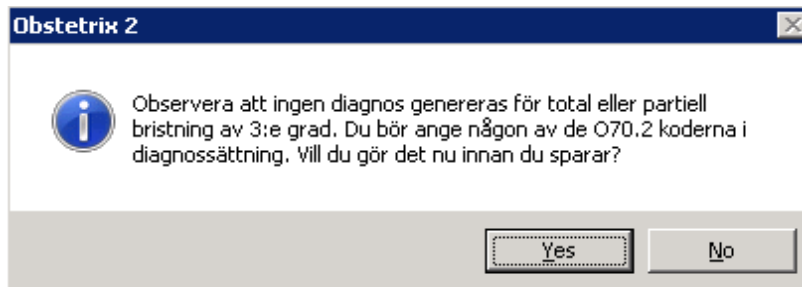 Obstetrix 2
Observera att ingen diagnos genereras för total eller partiell
bristning av 3:e grad. Du bör ange någon av de O70.2 koderna i
diagnossättning. Vill du gör det nu innan du sparar?
Yes
No